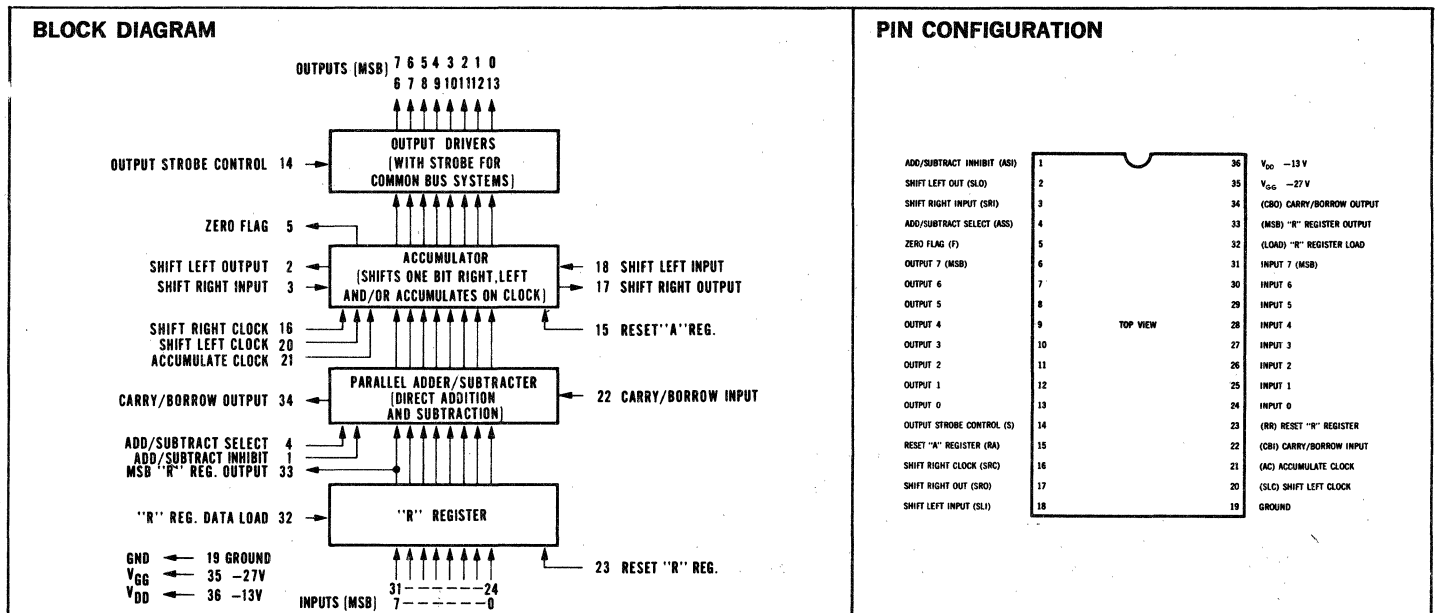 BLOCK DIAGRAM
OUTPUTS (MSB) 7 6 5 4 3 2 1 0
6 7 8 9 10 11 12 13
OUTPUT DRIVERS
(WITH STROBE FOR
COMMON BUS SYSTEMS)
OUTPUT STROBE CONTROL 14
ZERO FLAG 5
ACCUMULATOR
(SHIFTS ONE BIT RIGHT, LEFT
AND/OR ACCUMULATES ON CLOCK)
SHIFT LEFT OUTPUT 2
SHIFT RIGHT INPUT 3
18 SHIFT LEFT INPUT
17 SHIFT RIGHT OUTPUT
SHIFT RIGHT CLOCK 16
SHIFT LEFT CLOCK 20
ACCUMULATE CLOCK 21
15 RESET "A" REG.
PARALLEL ADDER/SUBTRACTER
(DIRECT ADDITION
AND SUBTRACTION)
CARRY/BORROW OUTPUT 34
22 CARRY/BORROW INPUT
ADD/SUBTRACT SELECT 4
ADD/SUBTRACT INHIBIT 1
MSB "R" REG. OUTPUT 33
"R" REG. DATA LOAD 32
"R" REGISTER
23 RESET "R" REG.
GND 19 GROUND
VGG 35 -27V
VDD 36 -13V
31 24
INPUTS (MSB) 7 0
PIN CONFIGURATION
ADD/SUBTRACT INHIBIT (ASI) 1 36 VDD -13 V
SHIFT LEFT OUT (SLO) 2 35 VGG -27 V
SHIFT RIGHT INPUT (SRI) 3 34 (CBO) CARRY/BORROW OUTPUT
ADD/SUBTRACT SELECT (ASS) 4 33 (MSB) "R" REGISTER OUTPUT
ZERO FLAG (F) 5 32 (LOAD) "R" REGISTER LOAD
OUTPUT 7 (MSB) 6 31 INPUT 7 (MSB)
OUTPUT 6 7 30 INPUT 6
OUTPUT 5 8 29 INPUT 5
OUTPUT 4 9 TOP VIEW 28 INPUT 4
OUTPUT 3 10 27 INPUT 3
OUTPUT 2 11 26 INPUT 2
OUTPUT 1 12 25 INPUT 1
OUTPUT 0 13 24 INPUT 0
OUTPUT STROBE CONTROL (S) 14 23 (RR) RESET "R" REGISTER
RESET "A" REGISTER (RA) 15 22 (CBI) CARRY/BORROW INPUT
SHIFT RIGHT CLOCK (SRC) 16 21 (AC) ACCUMULATE CLOCK
SHIFT RIGHT OUT (SRO) 17 20 (SLC) SHIFT LEFT CLOCK
SHIFT LEFT INPUT (SLI) 18 19 GROUND